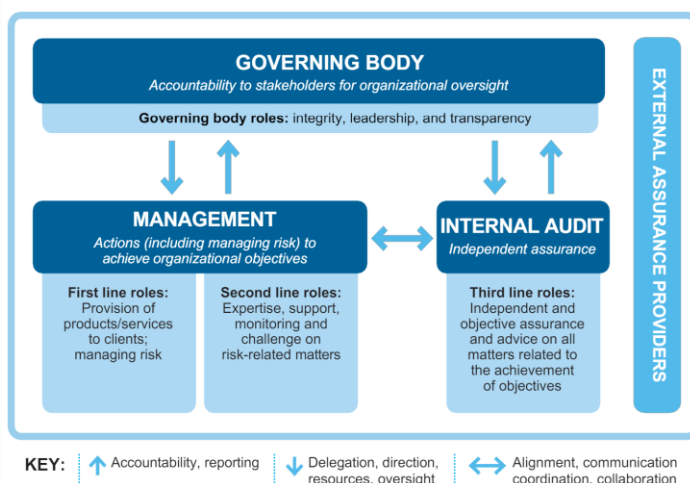 GOVERNING BODY
Accountability to stakeholders for organizational oversight
Governing body roles: integrity, leadership, and transparency
MANAGEMENT
Actions (including managing risk) to
achieve organizational objectives
First line roles:
Provision of
products/services
to clients;
managing risk
Second line roles:
Expertise, support,
monitoring and
challenge on
risk-related matters
INTERNAL AUDIT
Independent assurance
Third line roles:
Independent and
objective assurance
and advice on all
matters related to
the achievement
of objectives
EXTERNAL ASSURANCE PROVIDERS
KEY:
Accountability, reporting
Delegation, direction,
resources, oversight
Alignment, communication
coordination, collaboration